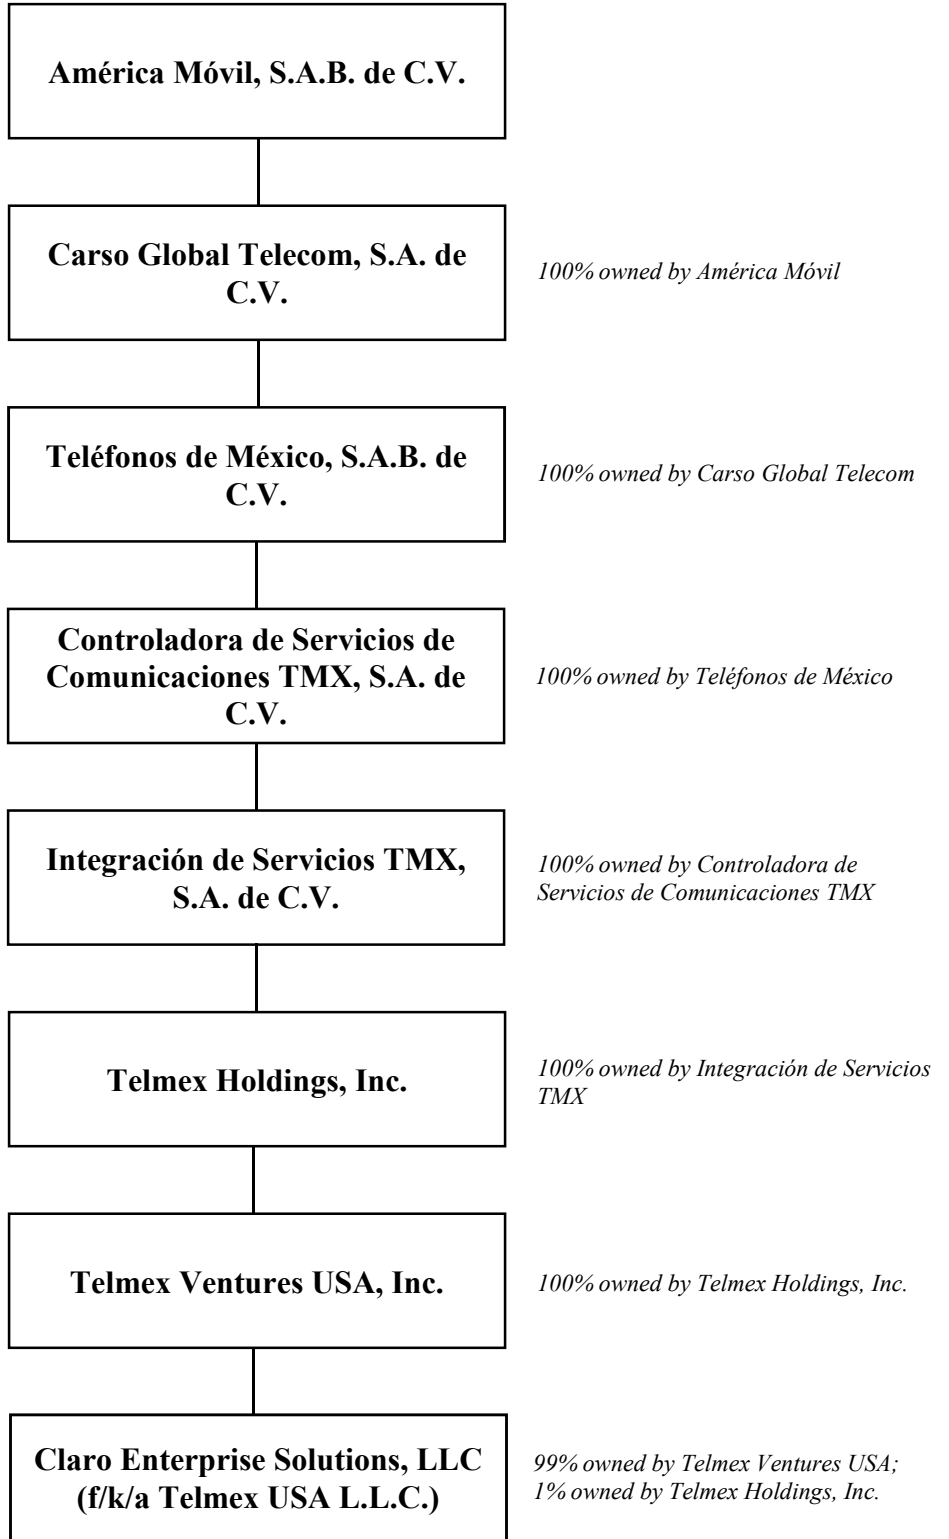 América Móvil, S.A.B. de C.V.
Carso Global Telecom, S.A. de
C.V.
100% owned by América Móvil
Teléfonos de México, S.A.B. de
C.V.
100% owned by Carso Global Telecom
Controladora de Servicios de
Comunicaciones TMX, S.A. de
C.V.
100% owned by Teléfonos de México
Integración de Servicios TMX,
S.A. de C.V.
100% owned by Controladora de
Servicios de Comunicaciones TMX
Telmex Holdings, Inc.
100% owned by Integración de Servicios
TMX
Telmex Ventures USA, Inc.
100% owned by Telmex Holdings, Inc.
Claro Enterprise Solutions, LLC
(f/k/a Telmex USA L.L.C.)
99% owned by Telmex Ventures USA;
1% owned by Telmex Holdings, Inc.